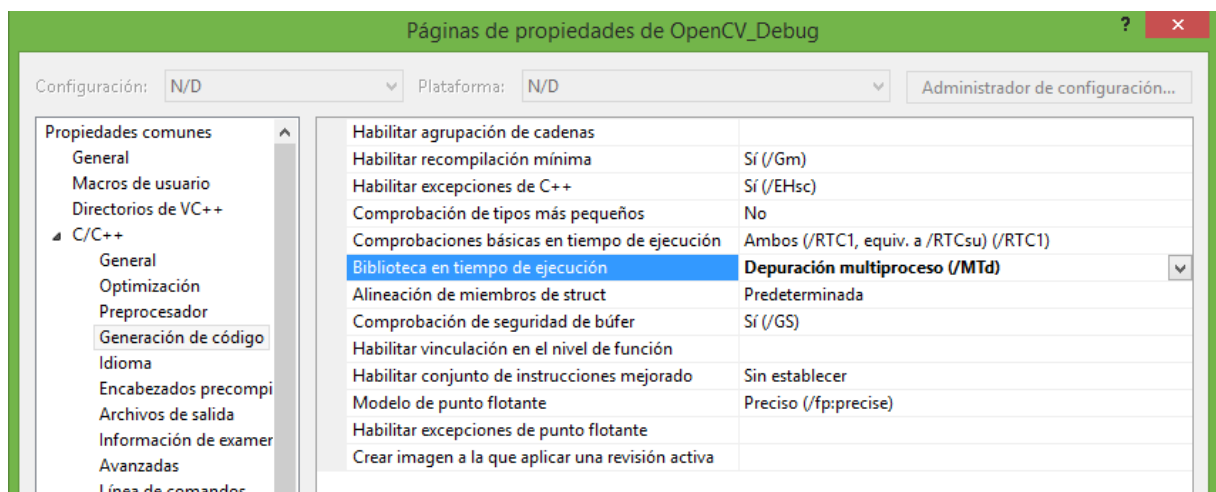 Páginas de propiedades de OpenCV_Debug
?
Configuración: N/D Plataforma: N/D Administrador de configuración...
Propiedades comunes
General
Macros de usuario
Directorios de VC++
C/C++
General
Optimización
Preprocesador
Generación de código
Idioma
Encabezados precompi
Archivos de salida
Información de examer
Avanzadas
Línea de comandos
Habilitar agrupación de cadenas
Habilitar recompilación mínima Sí (/Gm)
Habilitar excepciones de C++ Sí (/EHsc)
Comprobación de tipos más pequeños No
Comprobaciones básicas en tiempo de ejecución Ambos (/RTC1, equiv. a /RTCsu) (/RTC1)
Biblioteca en tiempo de ejecución Depuración multiproceso (/MTd)
Alineación de miembros de struct Predeterminada
Comprobación de seguridad de búfer Sí (/GS)
Habilitar vinculación en el nivel de función
Habilitar conjunto de instrucciones mejorado Sin establecer
Modelo de punto flotante Preciso (/fp:precise)
Habilitar excepciones de punto flotante
Crear imagen a la que aplicar una revisión activa